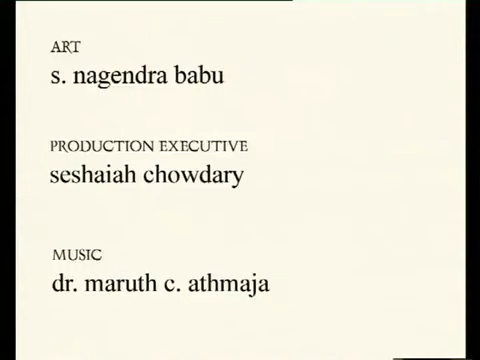 ART
s. nagendra babu
PRODUCTION EXECUTIVE
seshaiah chowdary
MUSIC
dr. maruth c. athmaja